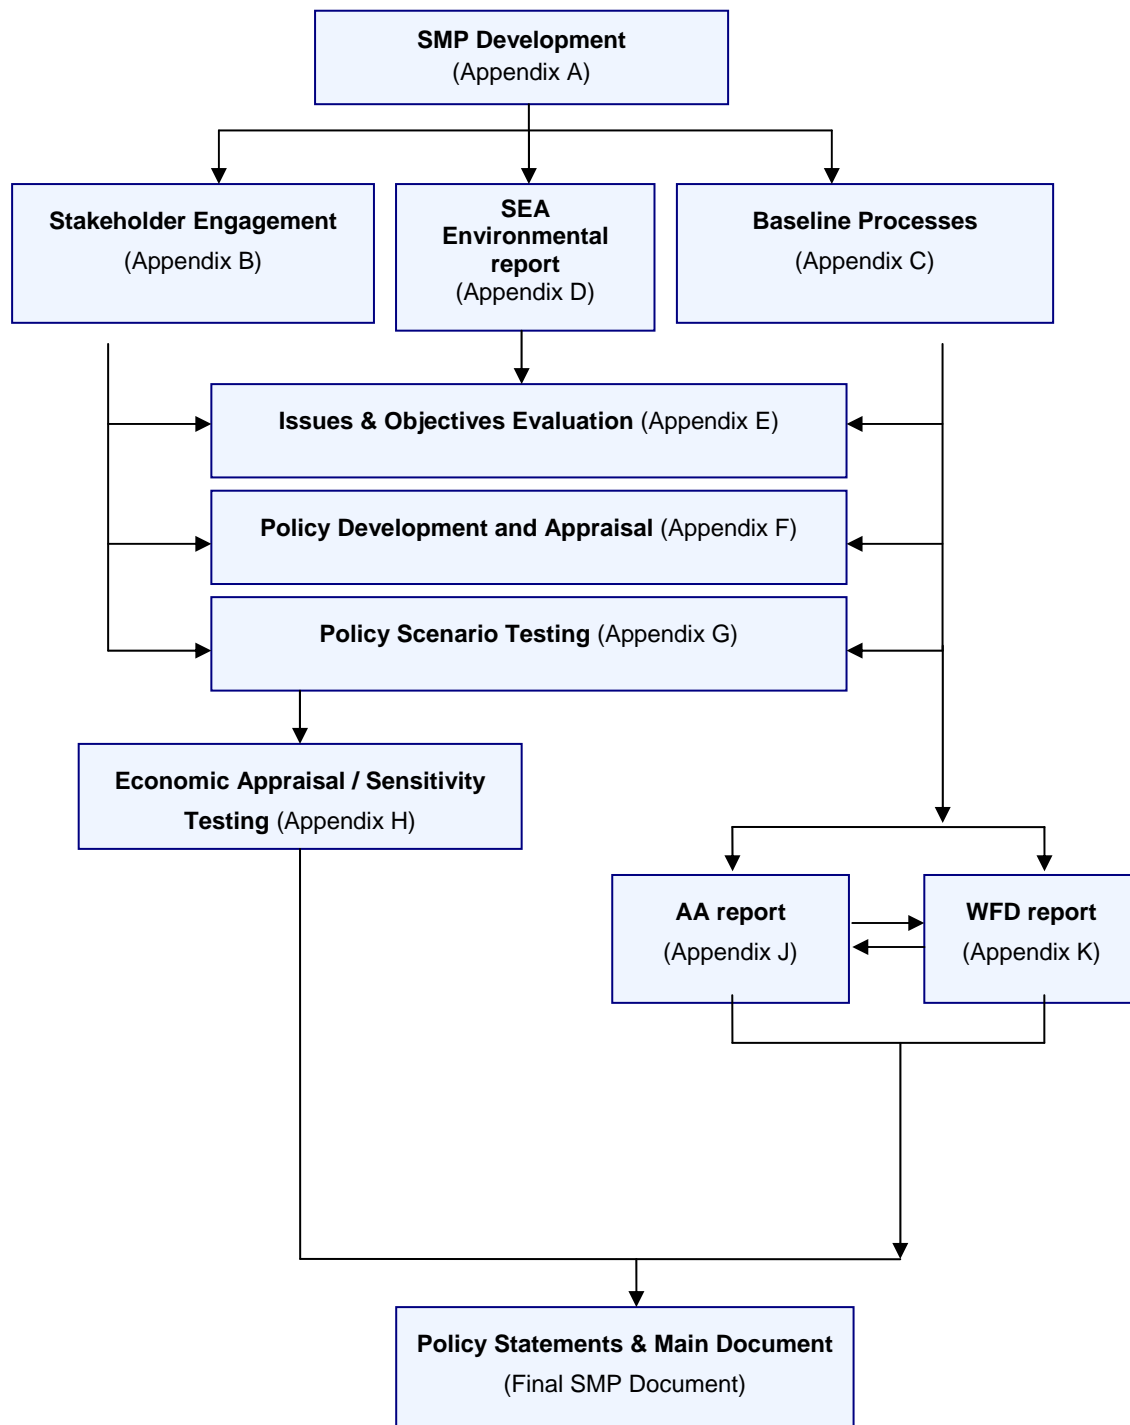 SMP Development
(Appendix A)
Stakeholder Engagement
(Appendix B)
SEA
Environmental
report
(Appendix D)
Baseline Processes
(Appendix C)
Issues & Objectives Evaluation (Appendix E)
Policy Development and Appraisal (Appendix F)
Policy Scenario Testing (Appendix G)
Economic Appraisal / Sensitivity
Testing (Appendix H)
AA report
(Appendix J)
WFD report
(Appendix K)
Policy Statements & Main Document
(Final SMP Document)